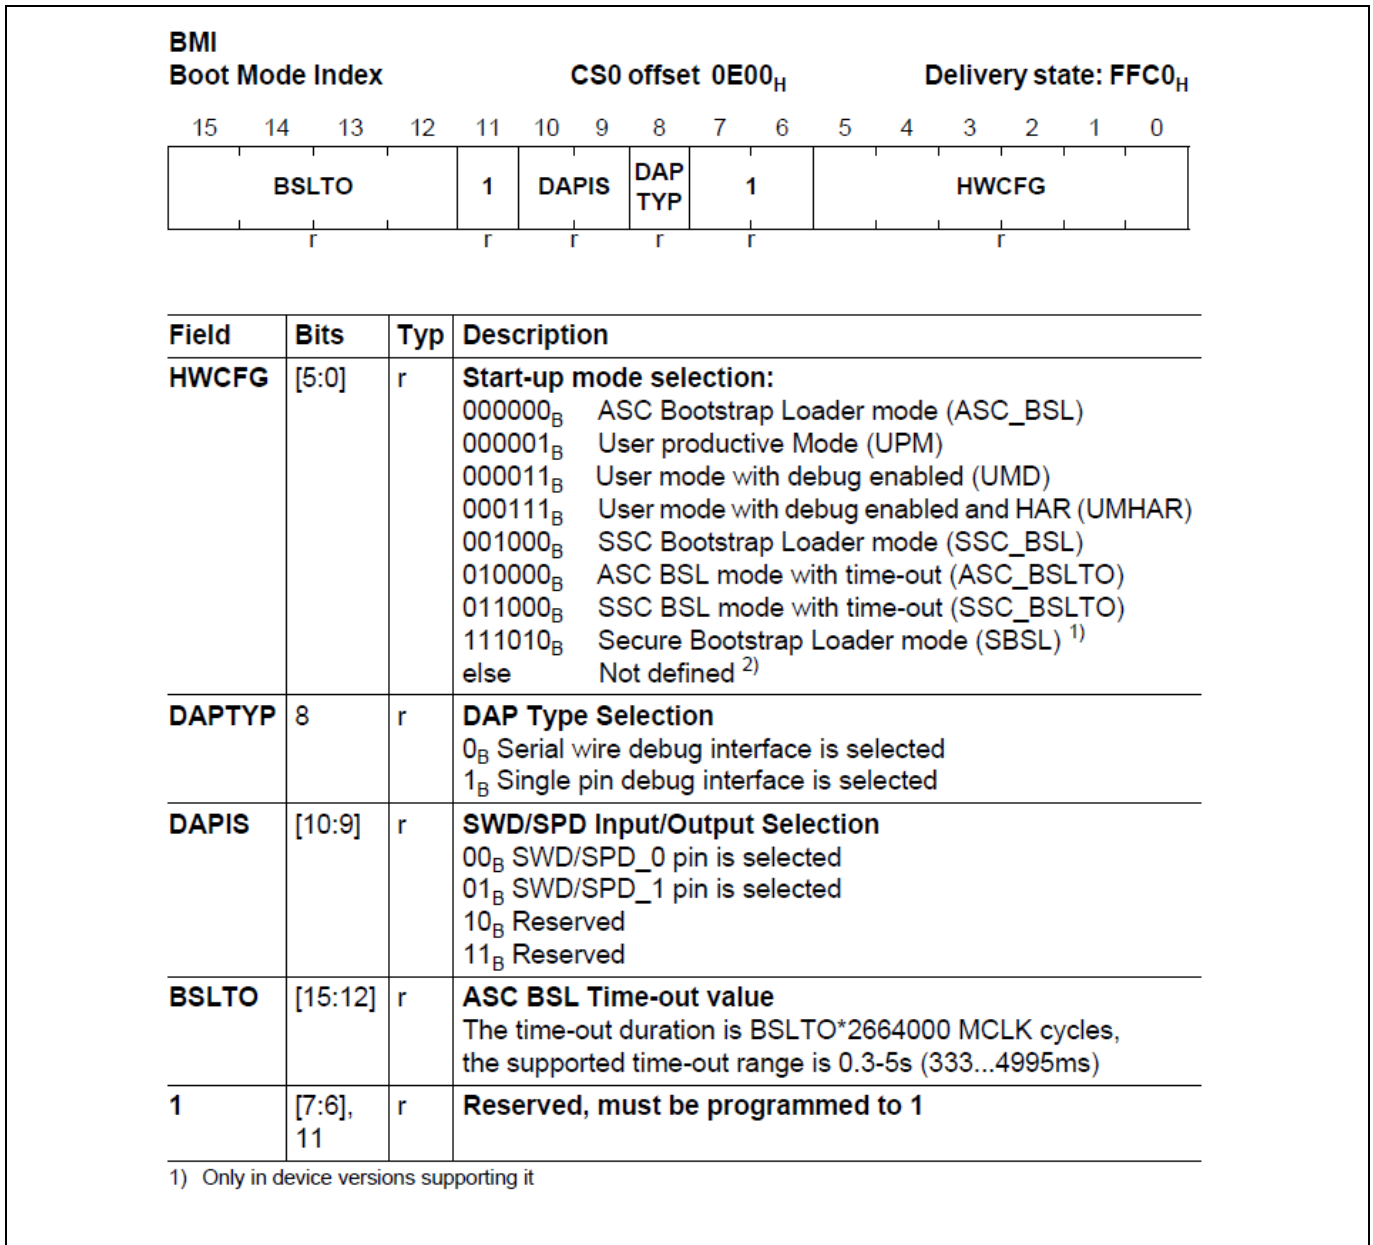 BMI
Boot Mode Index CS0 offset 0E00H Delivery state: FFC0H
15 14 13 12 11 10 9 8 7 6 5 4 3 2 1 0
BSLTO 1 DAPIS DAP TYP 1 HWCFG
r r r r r r
Field Bits Typ Description
HWCFG [5:0] r Start-up mode selection:
000000B ASC Bootstrap Loader mode (ASC_BSL)
000001B User productive Mode (UPM)
000011B User mode with debug enabled (UMD)
000111B User mode with debug enabled and HAR (UMHAR)
001000B SSC Bootstrap Loader mode (SSC_BSL)
010000B ASC BSL mode with time-out (ASC_BSLTO)
011000B SSC BSL mode with time-out (SSC_BSLTO)
111010B Secure Bootstrap Loader mode (SBSL) 1)
else Not defined 2)
DAPTYP 8 r DAP Type Selection
0B Serial wire debug interface is selected
1B Single pin debug interface is selected
DAPIS [10:9] r SWD/SPD Input/Output Selection
00B SWD/SPD_0 pin is selected
01B SWD/SPD_1 pin is selected
10B Reserved
11B Reserved
BSLTO [15:12] r ASC BSL Time-out value
The time-out duration is BSLTO*2664000 MCLK cycles,
the supported time-out range is 0.3-5s (333...4995ms)
1 [7:6], r Reserved, must be programmed to 1
11
1) Only in device versions supporting it